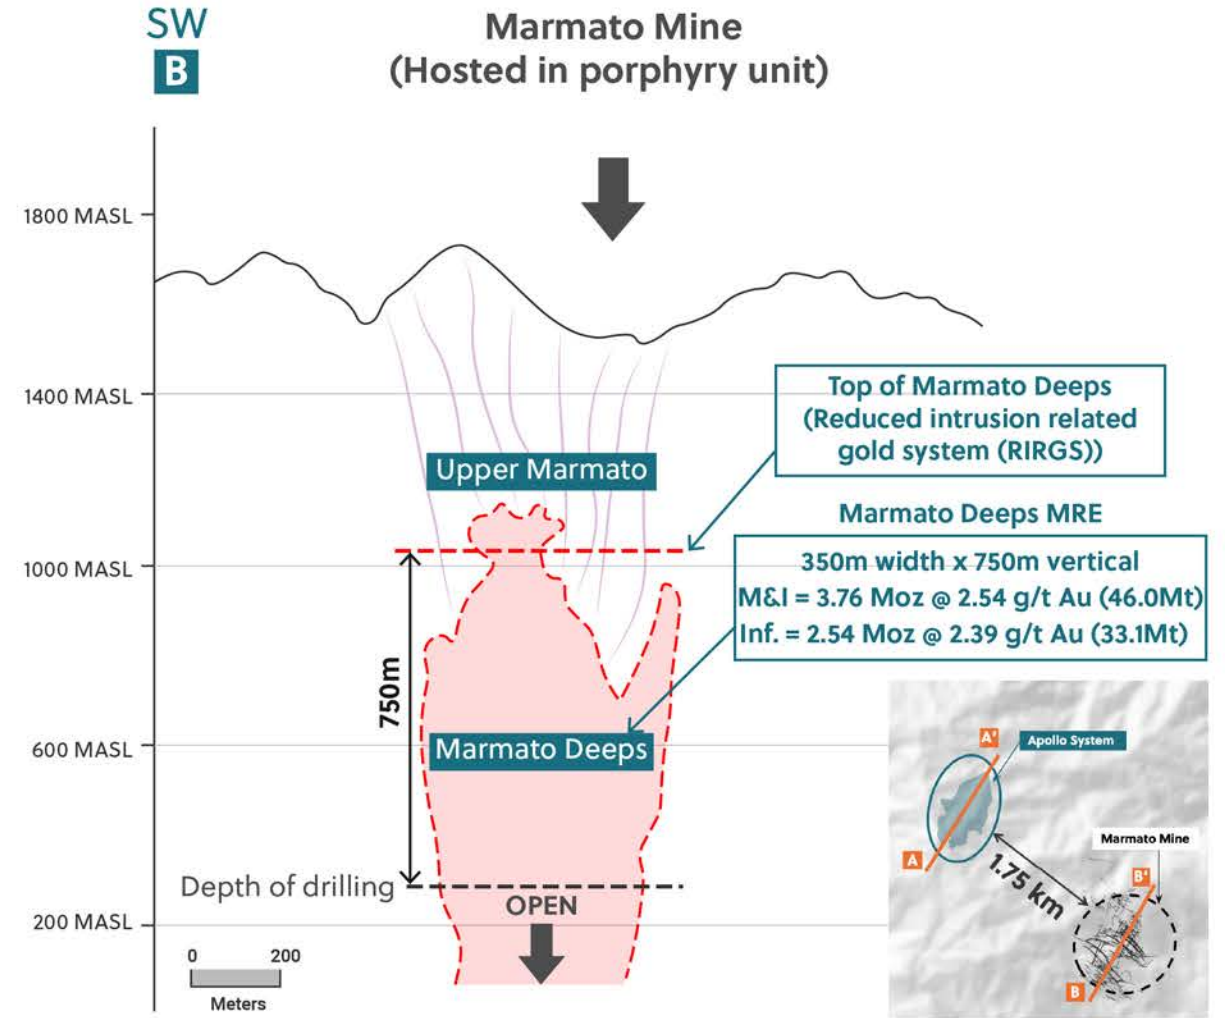 SW
B
Marmato Mine
(Hosted in porphyry unit)
1800 MASL
1400 MASL
Top of Marmato Deeps
(Reduced intrusion related
gold system (RIRGS))
Upper Marmato
Marmato Deeps MRE
350m width x 750m vertical
M&I = 3.76 Moz @ 2.54 g/t Au (46.0Mt)
Inf. = 2.54 Moz @ 2.39 g/t Au (33.1Mt)
1000 MASL
750m
600 MASL
Marmato Deeps
Depth of drilling
OPEN
200 MASL
0 200
Meters
A'
Apollo System
A
1.75 km
Marmato Mine
B'
B